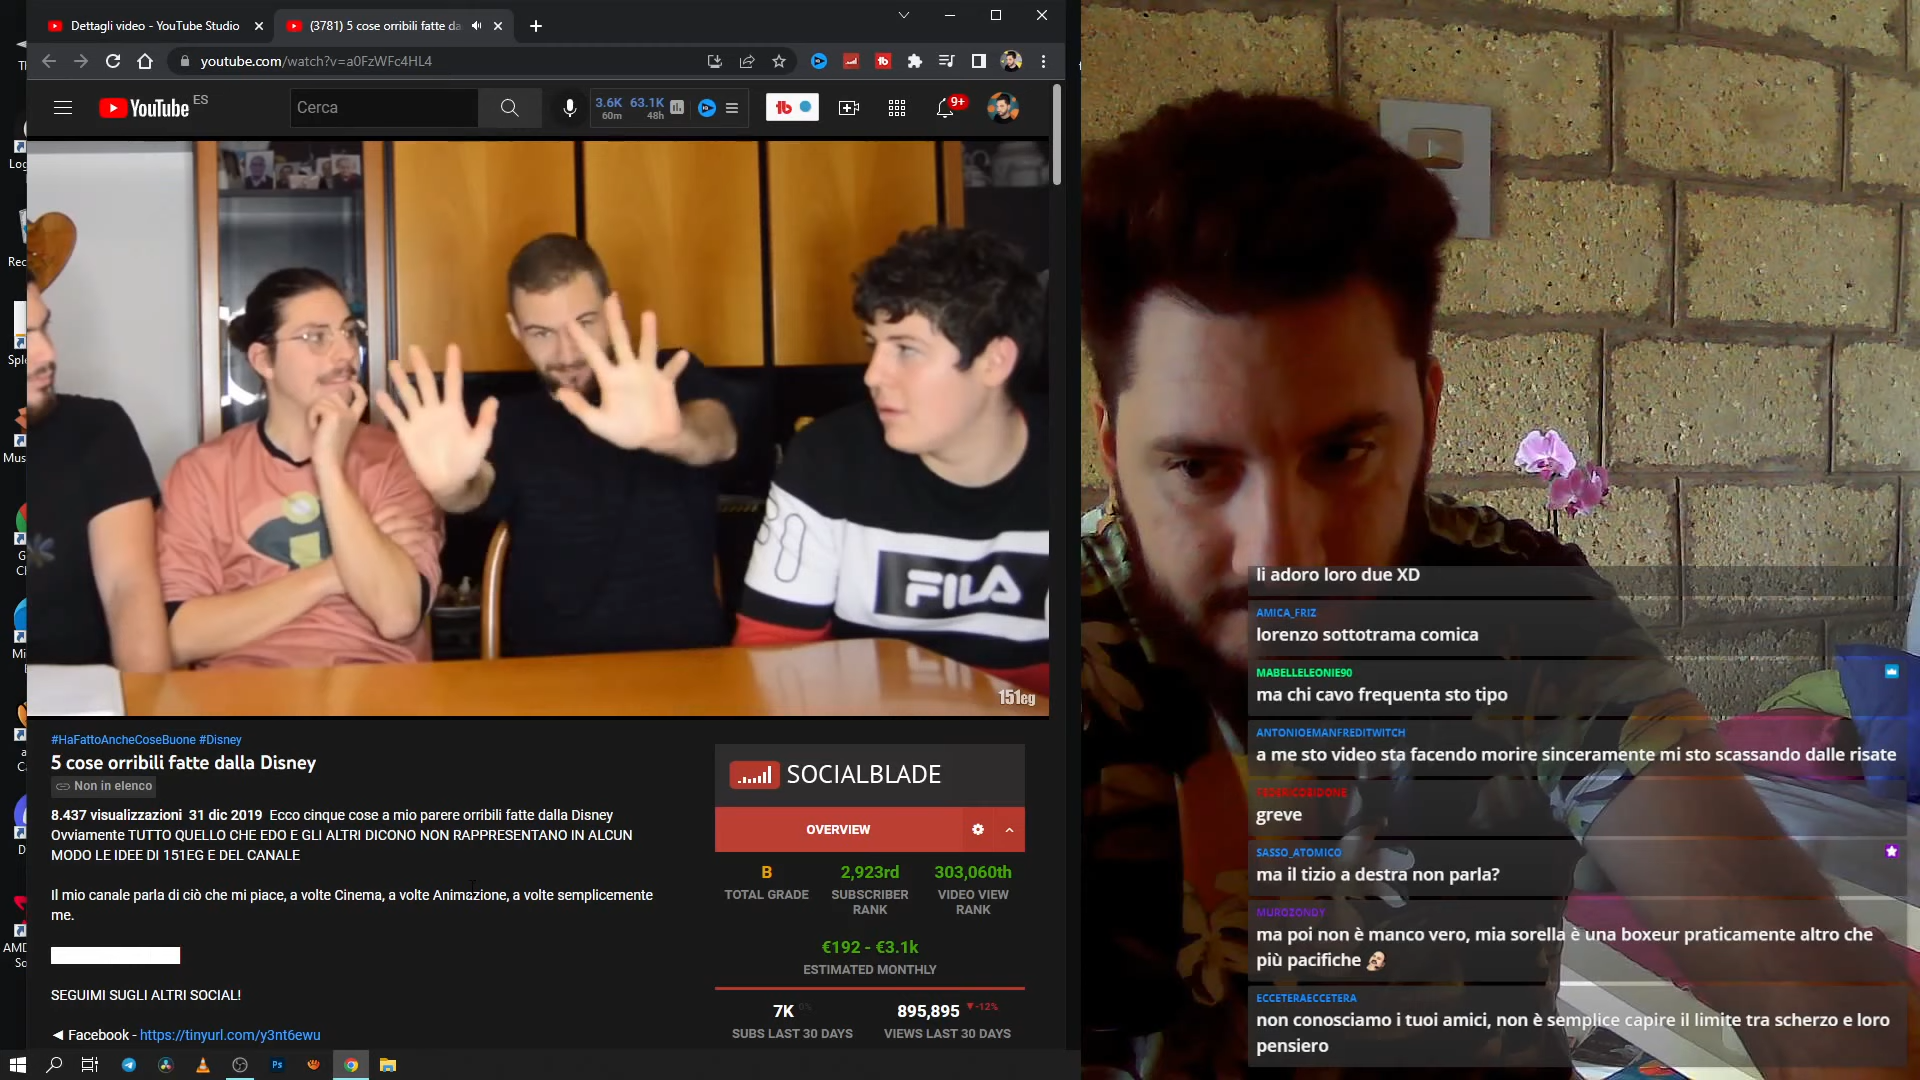 Dettagli video - YouTube Studio
(3781) 5 cose orribili fatte da
youtube.com/watch?v=a0FzWFc4HL4
YouTube ES
Cerca
3.6K 63.1K
60m 48h
9+
FILA
151eg
#HaFattoAncheCoseBuone #Disney
5 cose orribili fatte dalla Disney
Non in elenco
8.437 visualizzazioni 31 dic 2019 Ecco cinque cose a mio parere orribili fatte dalla Disney
Ovviamente TUTTO QUELLO CHE EDO E GLI ALTRI DICONO NON RAPPRESENTANO IN ALCUN
MODO LE IDEE DI 151EG E DEL CANALE
Il mio canale parla di ciò che mi piace, a volte Cinema, a volte Animazione, a volte semplicemente
me.
SEGUIMI SUGLI ALTRI SOCIAL!
◄ Facebook - https://tinyurl.com/y3nt6ewu
SOCIALBLADE
OVERVIEW
B 2,923rd 303,060th
TOTAL GRADE SUBSCRIBER RANK VIDEO VIEW RANK
€192 - €3.1k
ESTIMATED MONTHLY
7K 0% 895,895 ▼-12%
SUBS LAST 30 DAYS VIEWS LAST 30 DAYS
li adoro loro due XD
AMICA_FRIZ
lorenzo sottotrama comica
MABELLELEONIE90
ma chi cavo frequenta sto tipo
ANTONIOEMANFREDITWITCH
a me sto video sta facendo morire sinceramente mi sto scassando dalle risate
FEDERICOBIDONE
greve
SASSO_ATOMICO
ma il tizio a destra non parla?
MUROZONDY
ma poi non è manco vero, mia sorella è una boxeur praticamente altro che
più pacifiche
ECCETERAECCETERA
non conosciamo i tuoi amici, non è semplice capire il limite tra scherzo e loro
pensiero